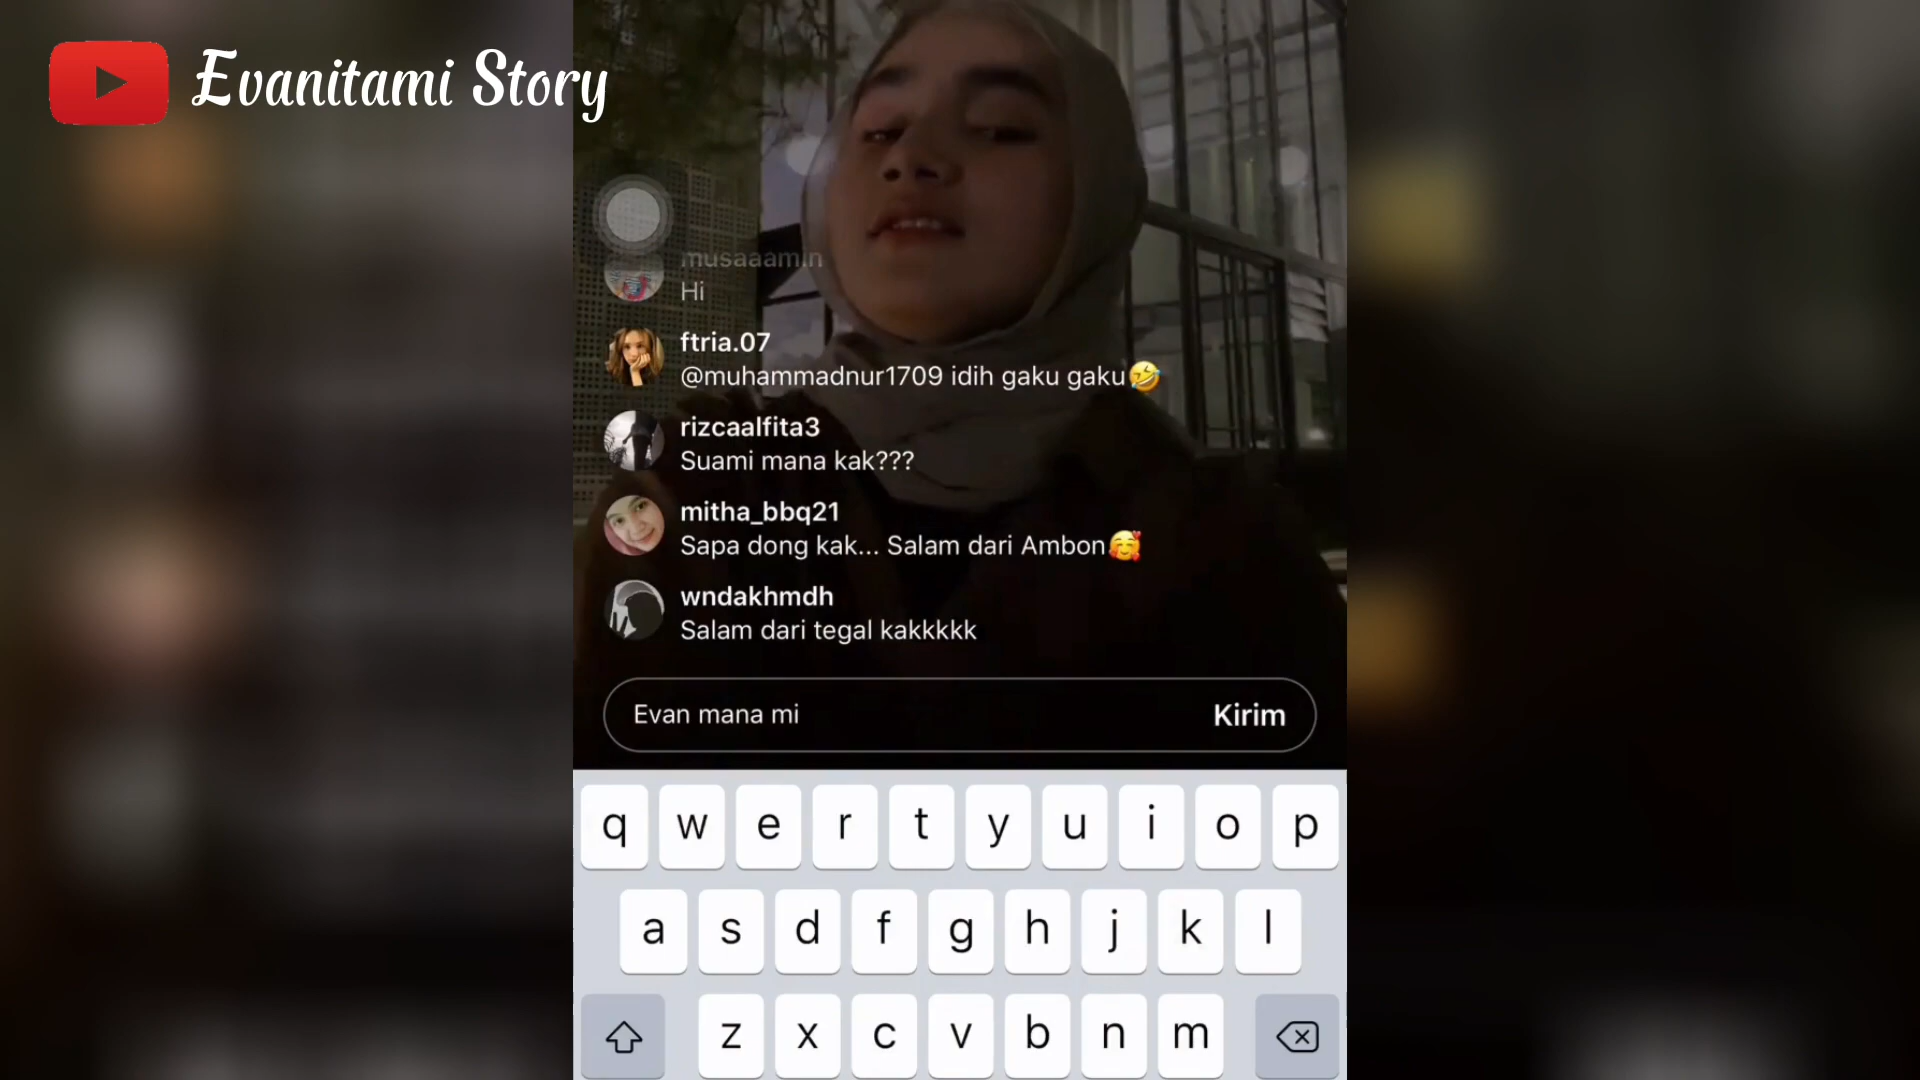 Evanitami Story
musaaamin
Hi
ftria.07
@muhammadnur1709 idih gaku gaku🤣
rizcaalfita3
Suami mana kak???
mitha_bbq21
Sapa dong kak... Salam dari Ambon🥰
wndakhmdh
Salam dari tegal kakkkkk
Evan mana mi
Kirim
q w e r t y u i o p
a s d f g h j k l
z x c v b n m